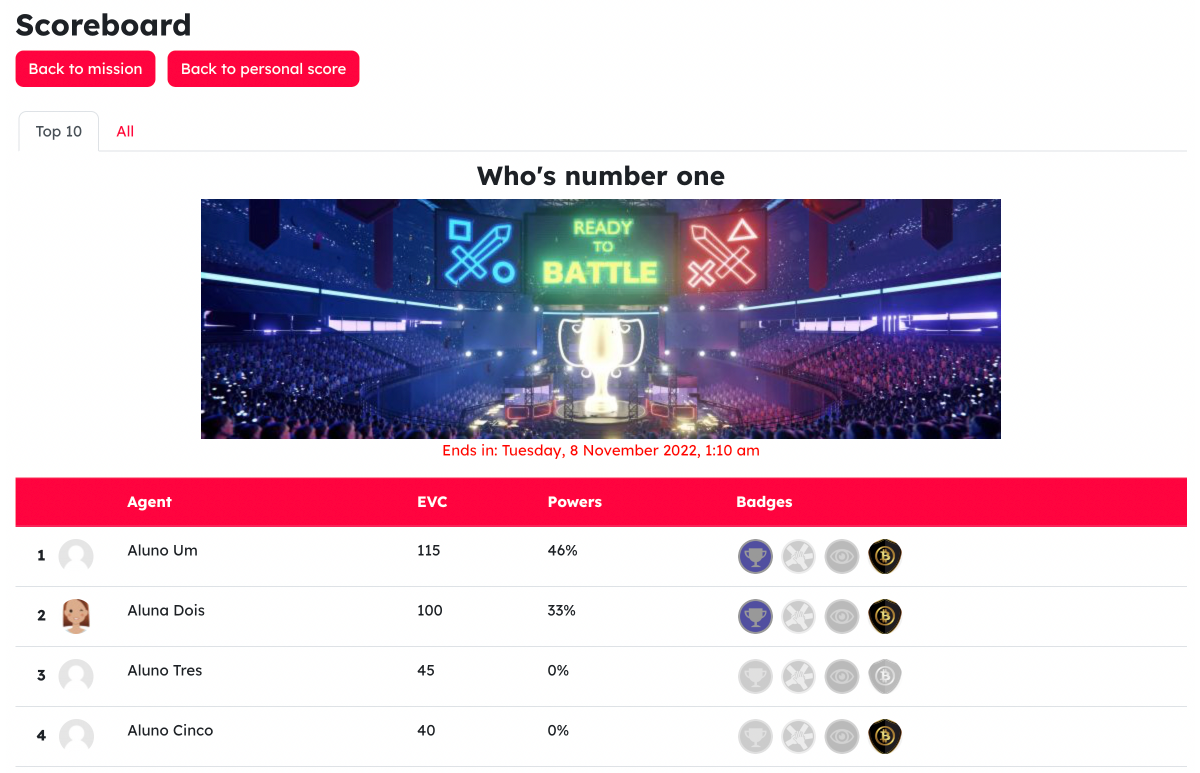 Scoreboard
Back to mission Back to personal score
Top 10 All
Who's number one
READY
TO
BATTLE
Ends in: Tuesday, 8 November 2022, 1:10 am
Agent EVC Powers Badges
1 Aluno Um 115 46%
2 Aluna Dois 100 33%
3 Aluno Tres 45 0%
4 Aluno Cinco 40 0%